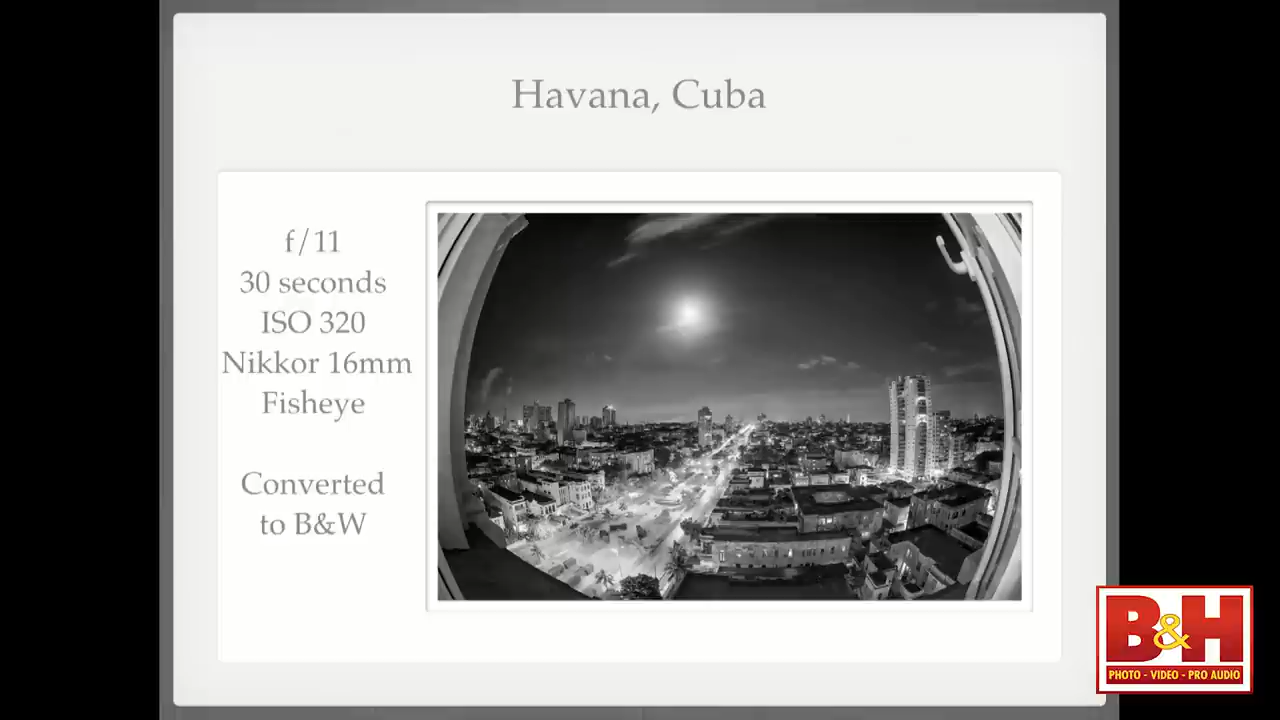 Havana, Cuba
f/11
30 seconds
ISO 320
Nikkor 16mm
Fisheye
Converted
to B&W
B&H
PHOTO - VIDEO - PRO AUDIO